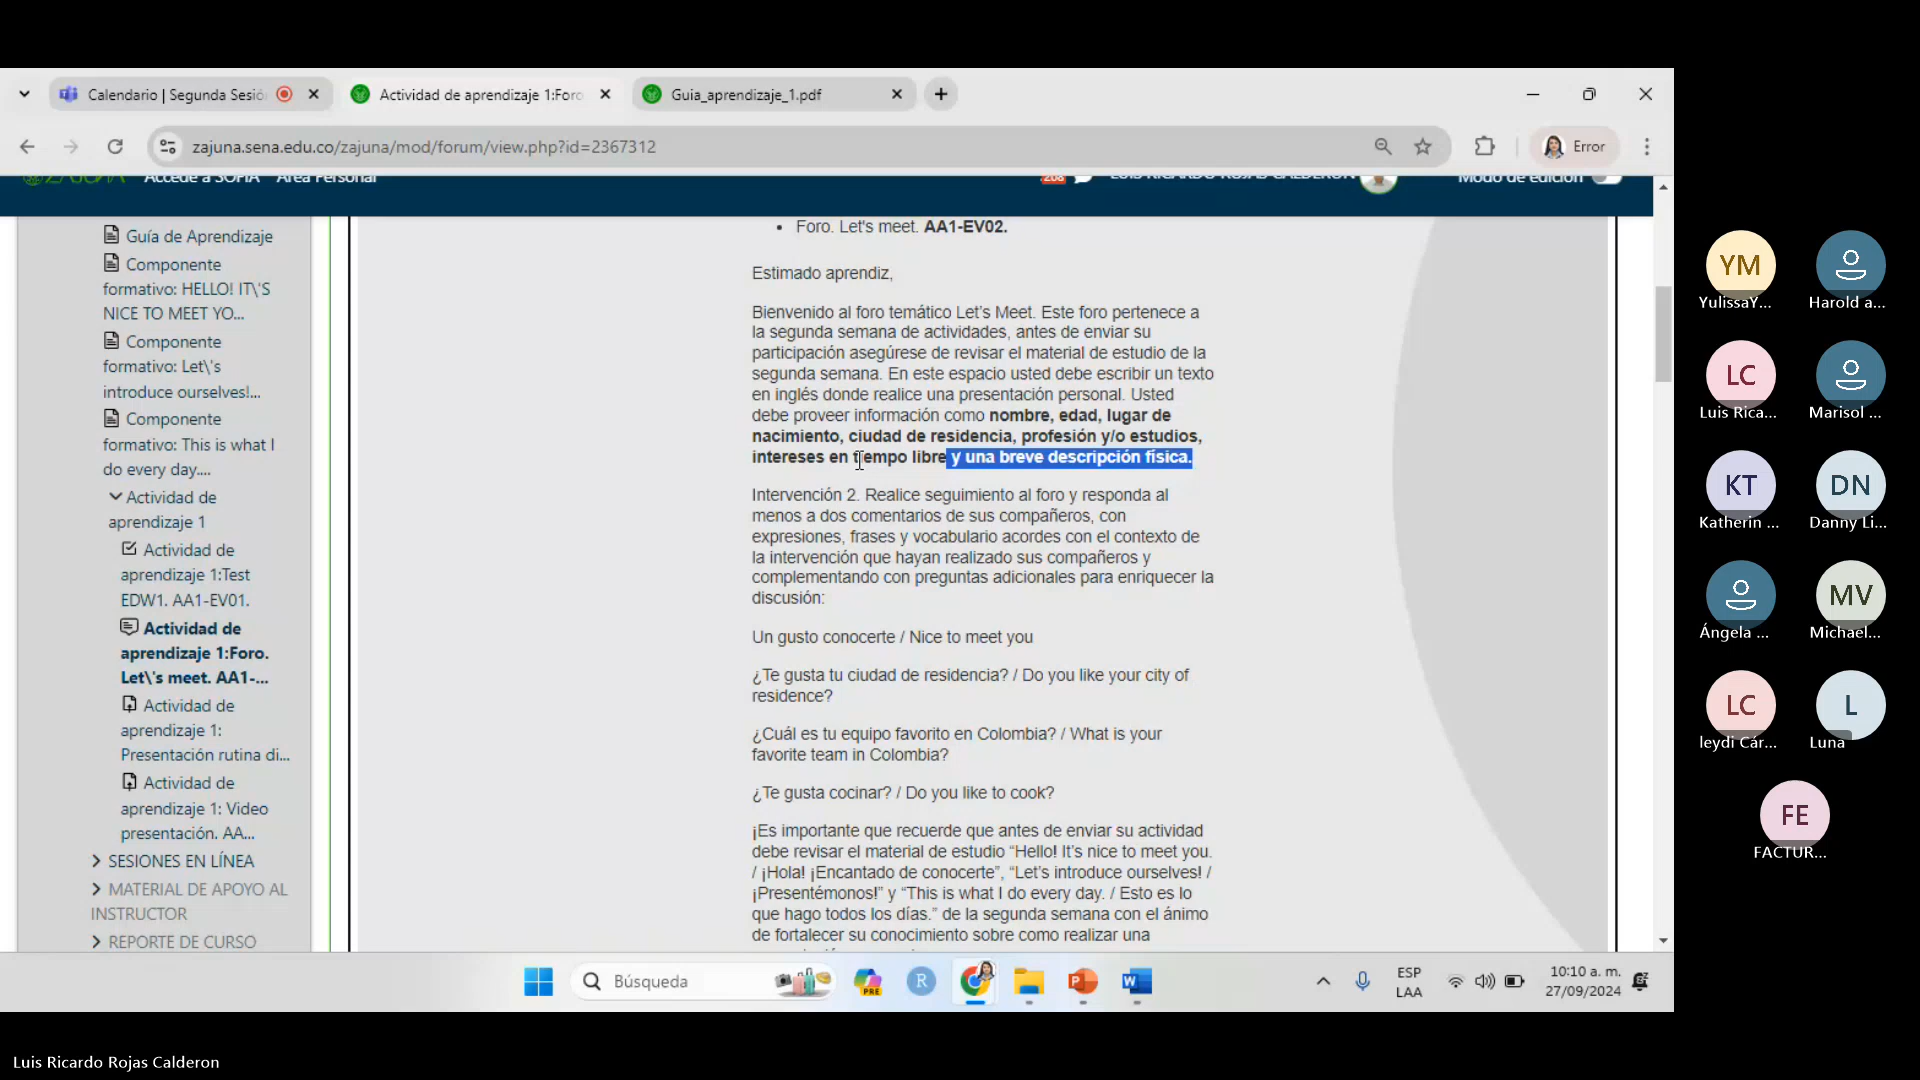 Calendario | Segunda Sesió
Actividad de aprendizaje 1:Foro
Guia_aprendizaje_1.pdf
zajuna.sena.edu.co/zajuna/mod/forum/view.php?id=2367312
Error
ZAJUNA Accede a SOFIA Área Personal
208
LUIS RICARDO ROJAS CALDERON
Modo de edición
Guía de Aprendizaje
Componente
formativo: HELLO! IT\'S
NICE TO MEET YO...
Componente
formativo: Let\'s
introduce ourselves!...
Componente
formativo: This is what I
do every day....
Actividad de
aprendizaje 1
Actividad de
aprendizaje 1:Test
EDW1. AA1-EV01.
Actividad de
aprendizaje 1:Foro.
Let\'s meet. AA1-...
Actividad de
aprendizaje 1:
Presentación rutina di...
Actividad de
aprendizaje 1: Video
presentación. AA...
SESIONES EN LÍNEA
MATERIAL DE APOYO AL
INSTRUCTOR
REPORTE DE CURSO
• Foro. Let's meet. AA1-EV02.
Estimado aprendiz,
Bienvenido al foro temático Let's Meet. Este foro pertenece a
la segunda semana de actividades, antes de enviar su
participación asegúrese de revisar el material de estudio de la
segunda semana. En este espacio usted debe escribir un texto
en inglés donde realice una presentación personal. Usted
debe proveer información como nombre, edad, lugar de
nacimiento, ciudad de residencia, profesión y/o estudios,
intereses en tiempo libre y una breve descripción física.
Intervención 2. Realice seguimiento al foro y responda al
menos a dos comentarios de sus compañeros, con
expresiones, frases y vocabulario acordes con el contexto de
la intervención que hayan realizado sus compañeros y
complementando con preguntas adicionales para enriquecer la
discusión:
Un gusto conocerte / Nice to meet you
¿Te gusta tu ciudad de residencia? / Do you like your city of
residence?
¿Cuál es tu equipo favorito en Colombia? / What is your
favorite team in Colombia?
¿Te gusta cocinar? / Do you like to cook?
¡Es importante que recuerde que antes de enviar su actividad
debe revisar el material de estudio “Hello! It's nice to meet you.
/ ¡Hola! ¡Encantado de conocerte”, “Let's introduce ourselves! /
¡Presentémonos!” y “This is what I do every day. / Esto es lo
que hago todos los días.” de la segunda semana con el ánimo
de fortalecer su conocimiento sobre como realizar una
Búsqueda
PRE
R
ESP
LAA
10:10 a. m.
27/09/2024
YM
YulissaY...
Harold a...
LC
Luis Rica...
Marisol ...
KT
Katherin ...
DN
Danny Li...
Ángela ...
MV
Michael...
LC
leydi Cár...
L
Luna
FE
FACTUR...
Luis Ricardo Rojas Calderon